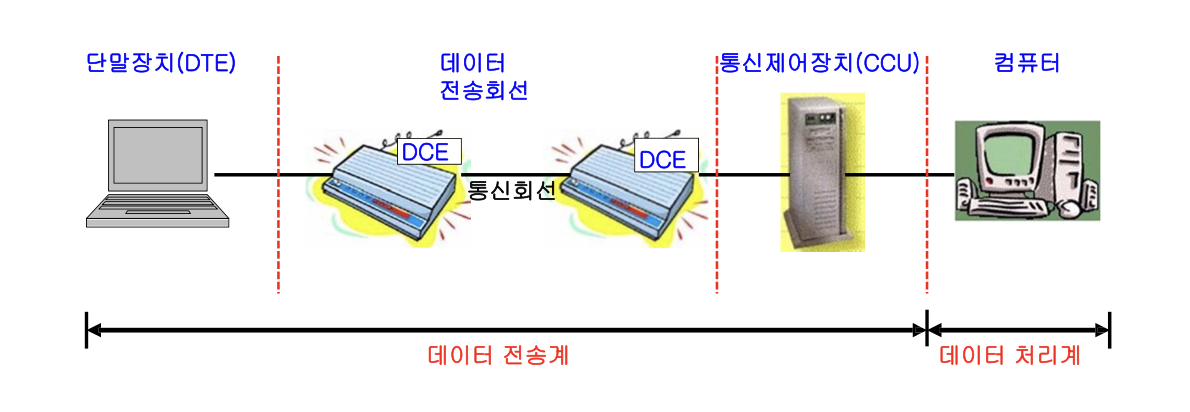 단말장치(DTE)
데이터
전송회선
통신제어장치(CCU)
컴퓨터
DCE
DCE
통신회선
데이터 전송계
데이터 처리계